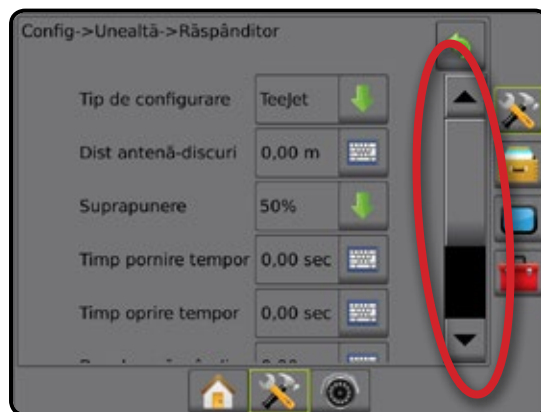 Config->Unealtă->Răspânditor
Tip de configurare TeeJet
Dist antenă-discuri 0,00 m
Suprapunere 50%
Timp pornire tempor 0,00 sec
Timp oprire tempor 0,00 sec